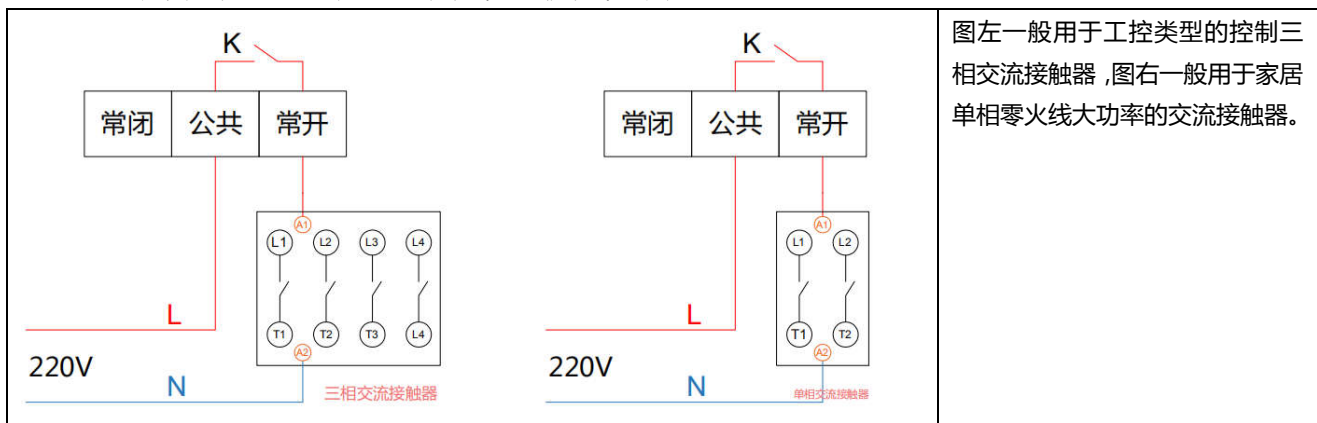 K
常闭 公共 常开
A1
L1 L2 L3 L4
T1 T2 T3 L4
A2
L
220V
N
三相交流接触器
K
常闭 公共 常开
A1
L1 L2
T1 T2
A2
L
220V
N
单相交流接触器
图左一般用于工控类型的控制三
相交流接触器,图右一般用于家居
单相零火线大功率的交流接触器。